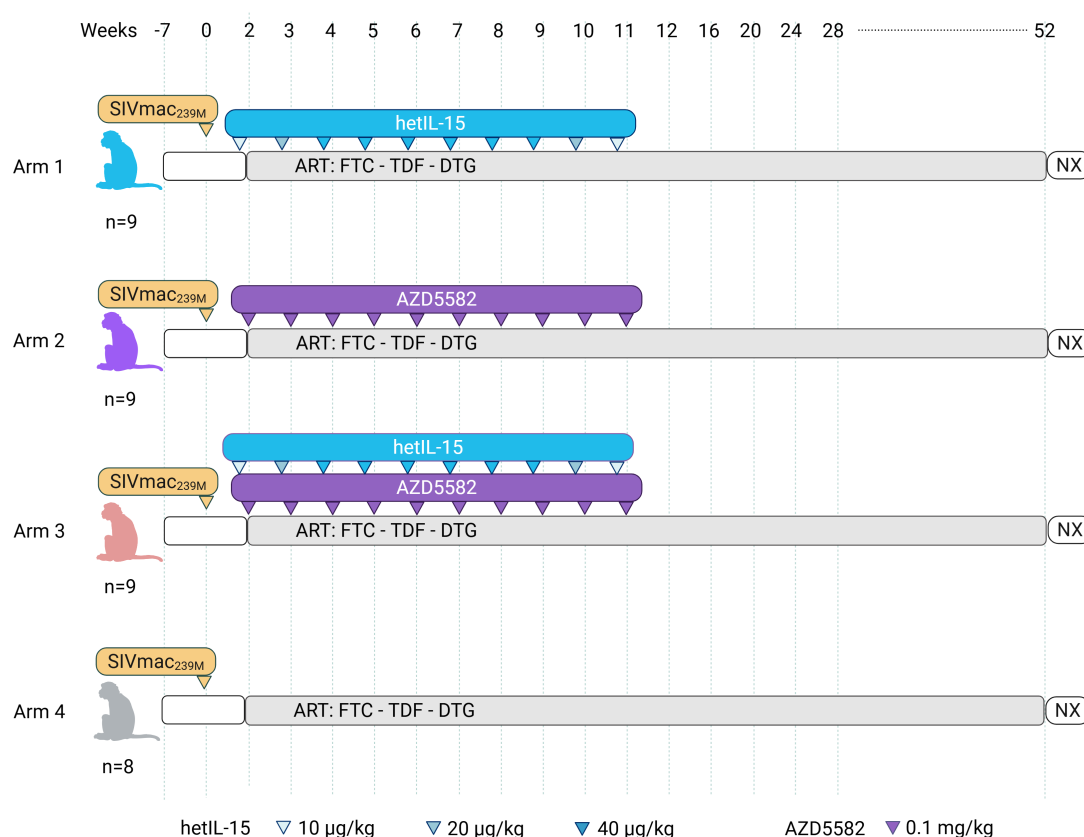 Weeks -7 0 2 3 4 5 6 7 8 9 10 11 12 16 20 24 28 52
SIVmac239M
hetIL-15
Arm 1
ART: FTC - TDF - DTG
NX
n=9
SIVmac239M
AZD5582
Arm 2
ART: FTC - TDF - DTG
NX
n=9
hetIL-15
SIVmac239M
AZD5582
Arm 3
ART: FTC - TDF - DTG
NX
n=9
SIVmac239M
Arm 4
ART: FTC - TDF - DTG
NX
n=8
hetIL-15 10 µg/kg 20 µg/kg 40 µg/kg AZD5582 0.1 mg/kg